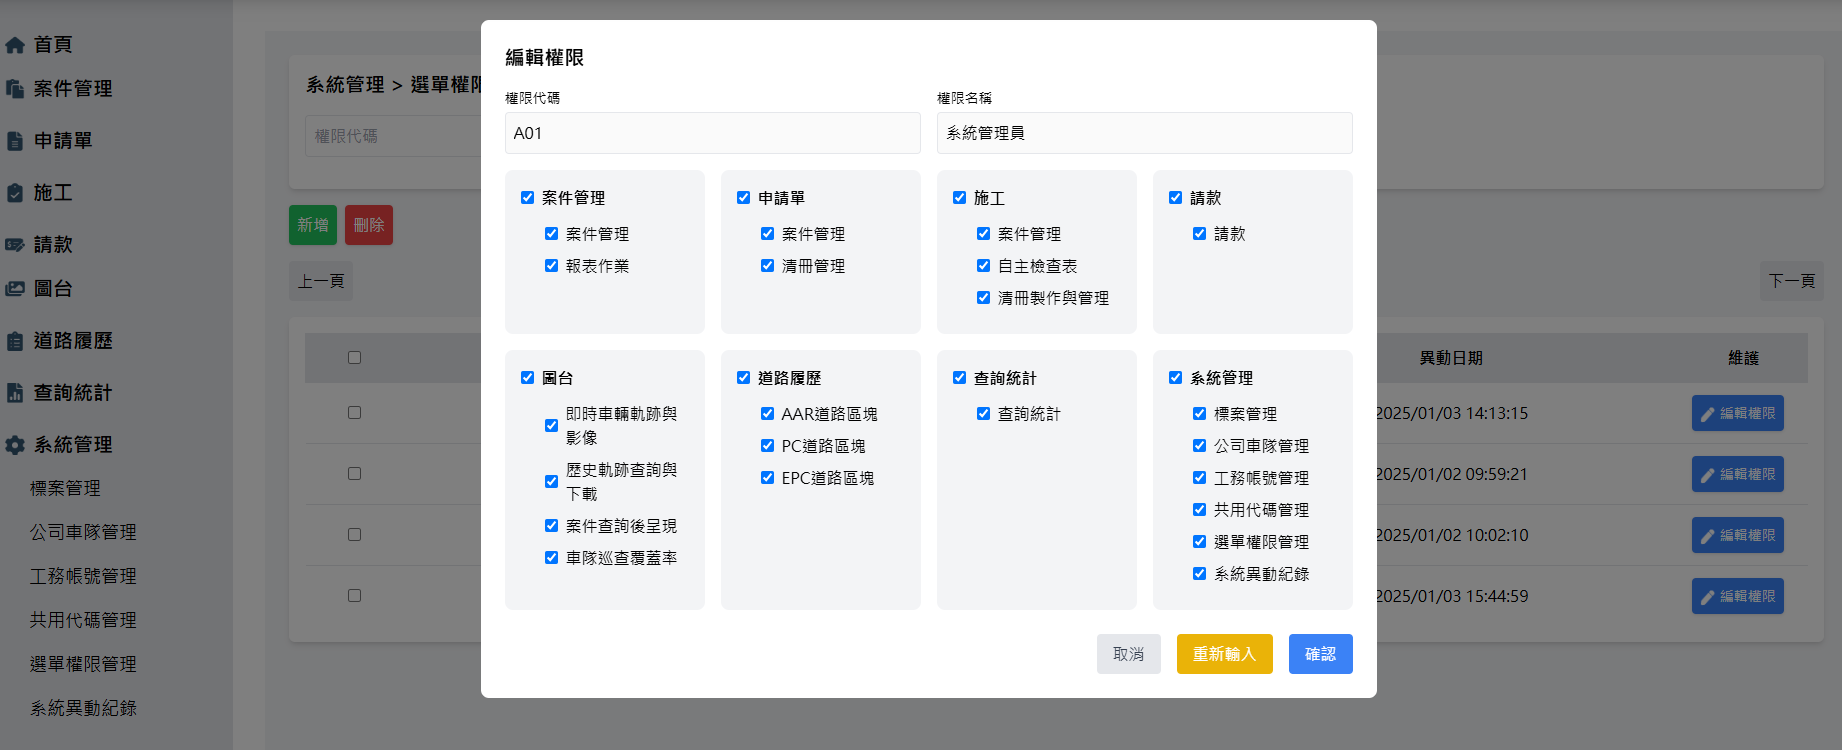 首頁
案件管理
申請單
施工
請款
圖台
道路履歷
查詢統計
系統管理
標案管理
公司車隊管理
工務帳號管理
共用代碼管理
選單權限管理
系統異動紀錄
系統管理 > 選單權
權限代碼
新增
刪除
上一頁
下一頁
異動日期
維護
2025/01/03 14:13:15
編輯權限
2025/01/02 09:59:21
編輯權限
2025/01/02 10:02:10
編輯權限
2025/01/03 15:44:59
編輯權限
編輯權限
權限代碼
權限名稱
A01
系統管理員
案件管理
案件管理
報表作業
申請單
案件管理
清冊管理
施工
案件管理
自主檢查表
清冊製作與管理
請款
請款
圖台
即時車輛軌跡與
影像
歷史軌跡查詢與
下載
案件查詢後呈現
車隊巡查覆蓋率
道路履歷
AAR道路區塊
PC道路區塊
EPC道路區塊
查詢統計
查詢統計
系統管理
標案管理
公司車隊管理
工務帳號管理
共用代碼管理
選單權限管理
系統異動紀錄
取消
重新輸入
確認